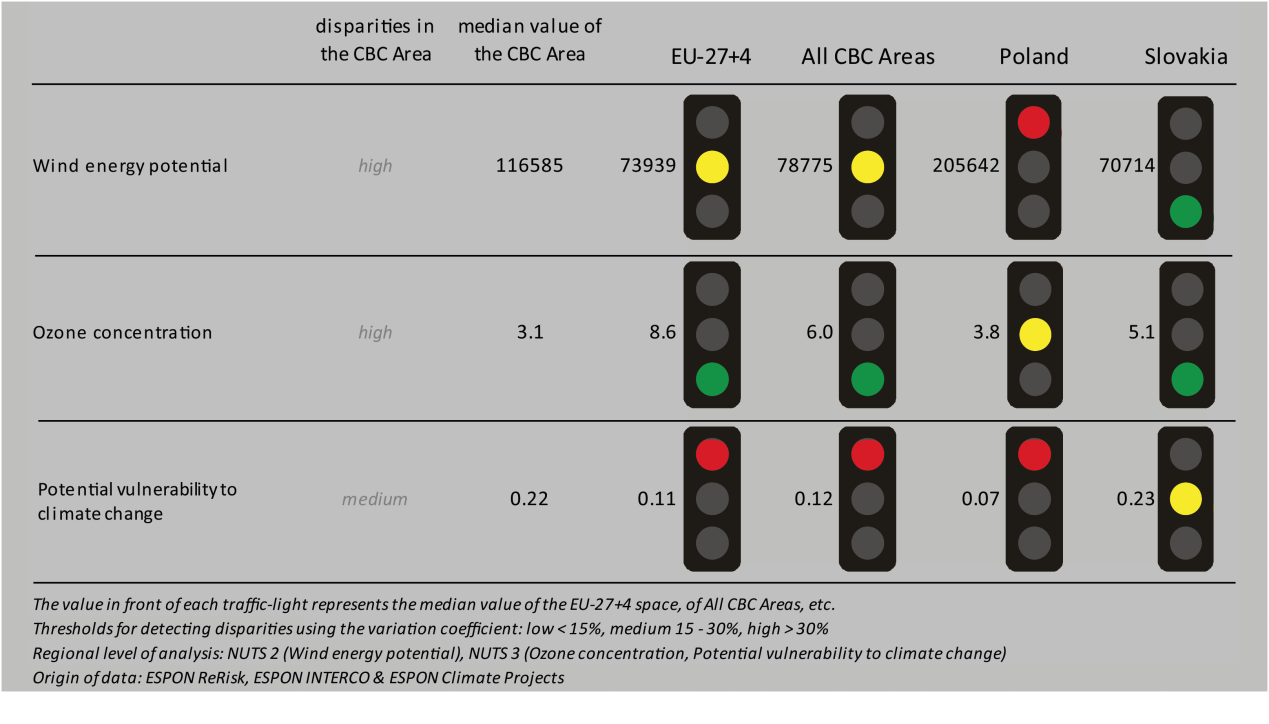 disparities in
the CBC Area
median value of
the CBC Area
EU-27+4
All CBC Areas
Poland
Slovakia
Wind energy potential
high
116585
73939
78775
205642
70714
Ozone concentration
high
3.1
8.6
6.0
3.8
5.1
Potential vulnerability to
climate change
medium
0.22
0.11
0.12
0.07
0.23
The value in front of each traffic-light represents the median value of the EU-27+4 space, of All CBC Areas, etc.
Thresholds for detecting disparities using the variation coefficient: low < 15%, medium 15 - 30%, high > 30%
Regional level of analysis: NUTS 2 (Wind energy potential), NUTS 3 (Ozone concentration, Potential vulnerability to climate change)
Origin of data: ESPON ReRisk, ESPON INTERCO & ESPON Climate Projects